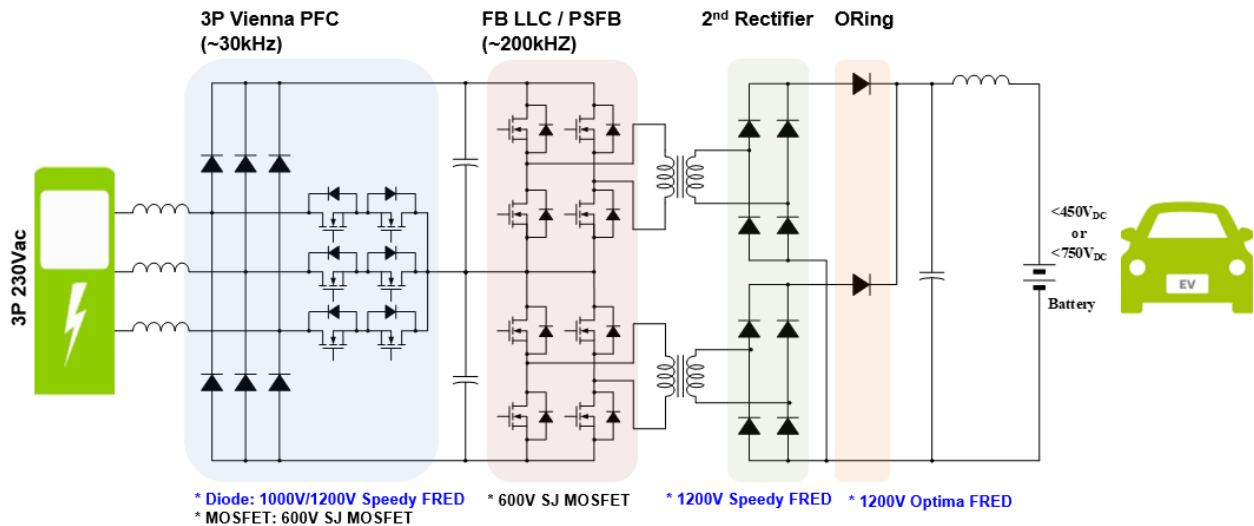 3P Vienna PFC
(~30kHz)
FB LLC / PSFB
(~200kHZ)
2nd Rectifier
ORing
3P 230Vac
<450VDC
or
<750VDC
Battery
EV
* Diode: 1000V/1200V Speedy FRED
* MOSFET: 600V SJ MOSFET
* 600V SJ MOSFET
* 1200V Speedy FRED
* 1200V Optima FRED